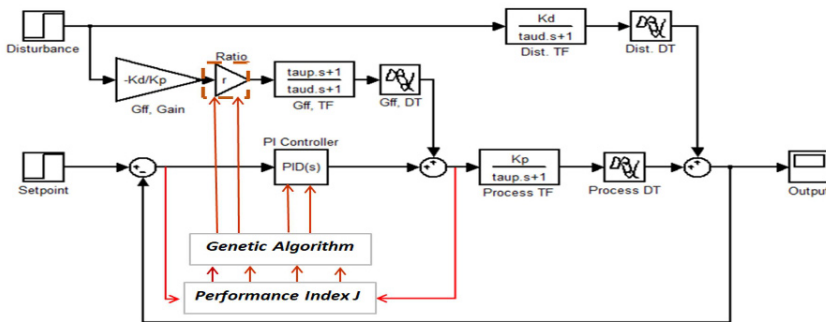 Disturbance
Kd
taud.s+1
Dist. TF
Dist. DT
Ratio
-Kd/Kp
r
taup.s+1
taud.s+1
Gff, Gain
Gff, TF
Gff, DT
PI Controller
PID(s)
Setpoint
Kp
taup.s+1
Process TF
Process DT
Output
Genetic Algorithm
Performance Index J